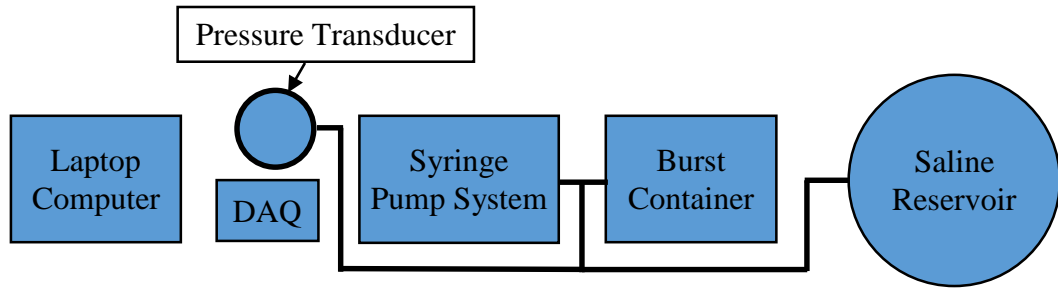 Pressure Transducer
Laptop
Computer
DAQ
Syringe
Pump System
Burst
Container
Saline
Reservoir